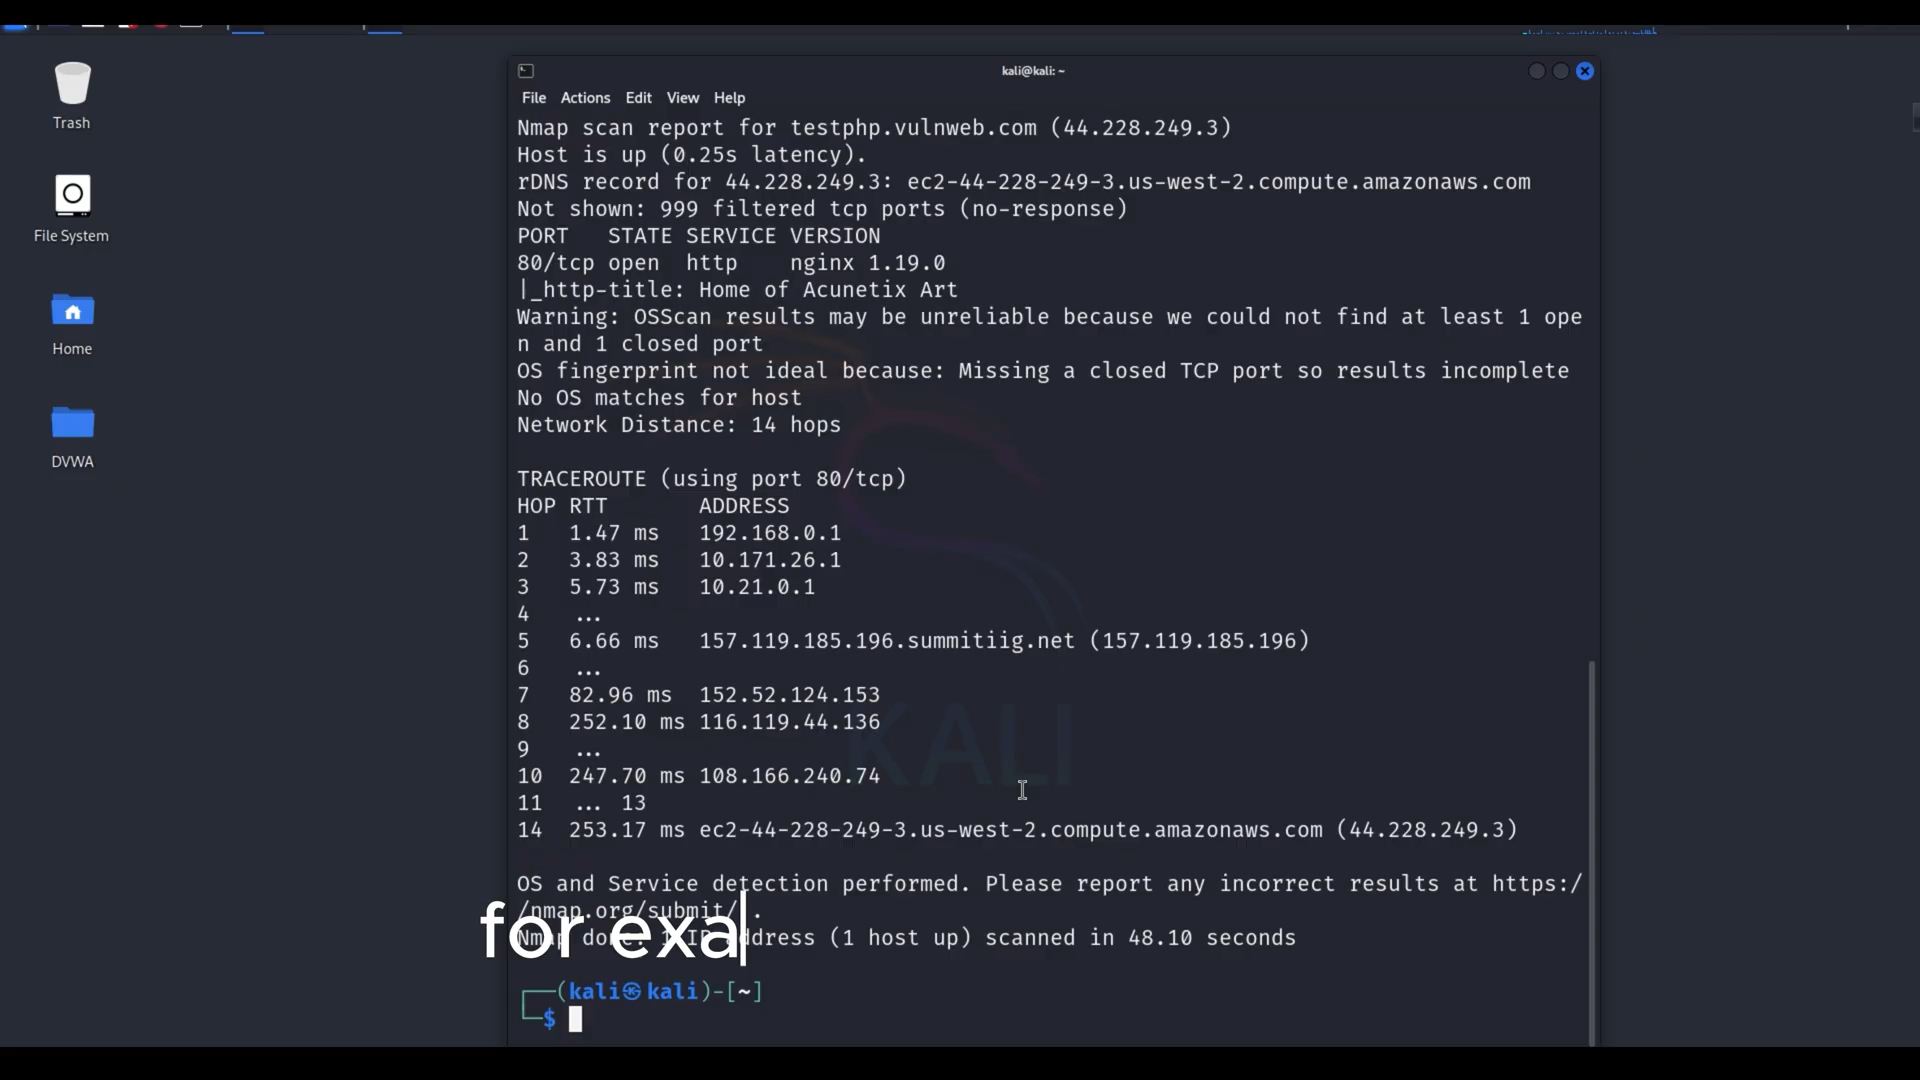 kali@kali: ~
File Actions Edit View Help
Trash
File System
Home
DVWA
Nmap scan report for testphp.vulnweb.com (44.228.249.3)
Host is up (0.25s latency).
rDNS record for 44.228.249.3: ec2-44-228-249-3.us-west-2.compute.amazonaws.com
Not shown: 999 filtered tcp ports (no-response)
PORT   STATE SERVICE VERSION
80/tcp open  http    nginx 1.19.0
|_http-title: Home of Acunetix Art
Warning: OSScan results may be unreliable because we could not find at least 1 ope
n and 1 closed port
OS fingerprint not ideal because: Missing a closed TCP port so results incomplete
No OS matches for host
Network Distance: 14 hops
TRACEROUTE (using port 80/tcp)
HOP RTT       ADDRESS
1   1.47 ms   192.168.0.1
2   3.83 ms   10.171.26.1
3   5.73 ms   10.21.0.1
4   ...
5   6.66 ms   157.119.185.196.summitiig.net (157.119.185.196)
6   ...
7   82.96 ms  152.52.124.153
8   252.10 ms 116.119.44.136
9   ...
10  247.70 ms 108.166.240.74
11  ... 13
14  253.17 ms ec2-44-228-249-3.us-west-2.compute.amazonaws.com (44.228.249.3)
KALI
OS and Service detection performed. Please report any incorrect results at https:/
/nmap.org/submit/ .
Nmap done: 1 IP address (1 host up) scanned in 48.10 seconds
for exa
┌──(kali㉿kali)-[~]
└─$